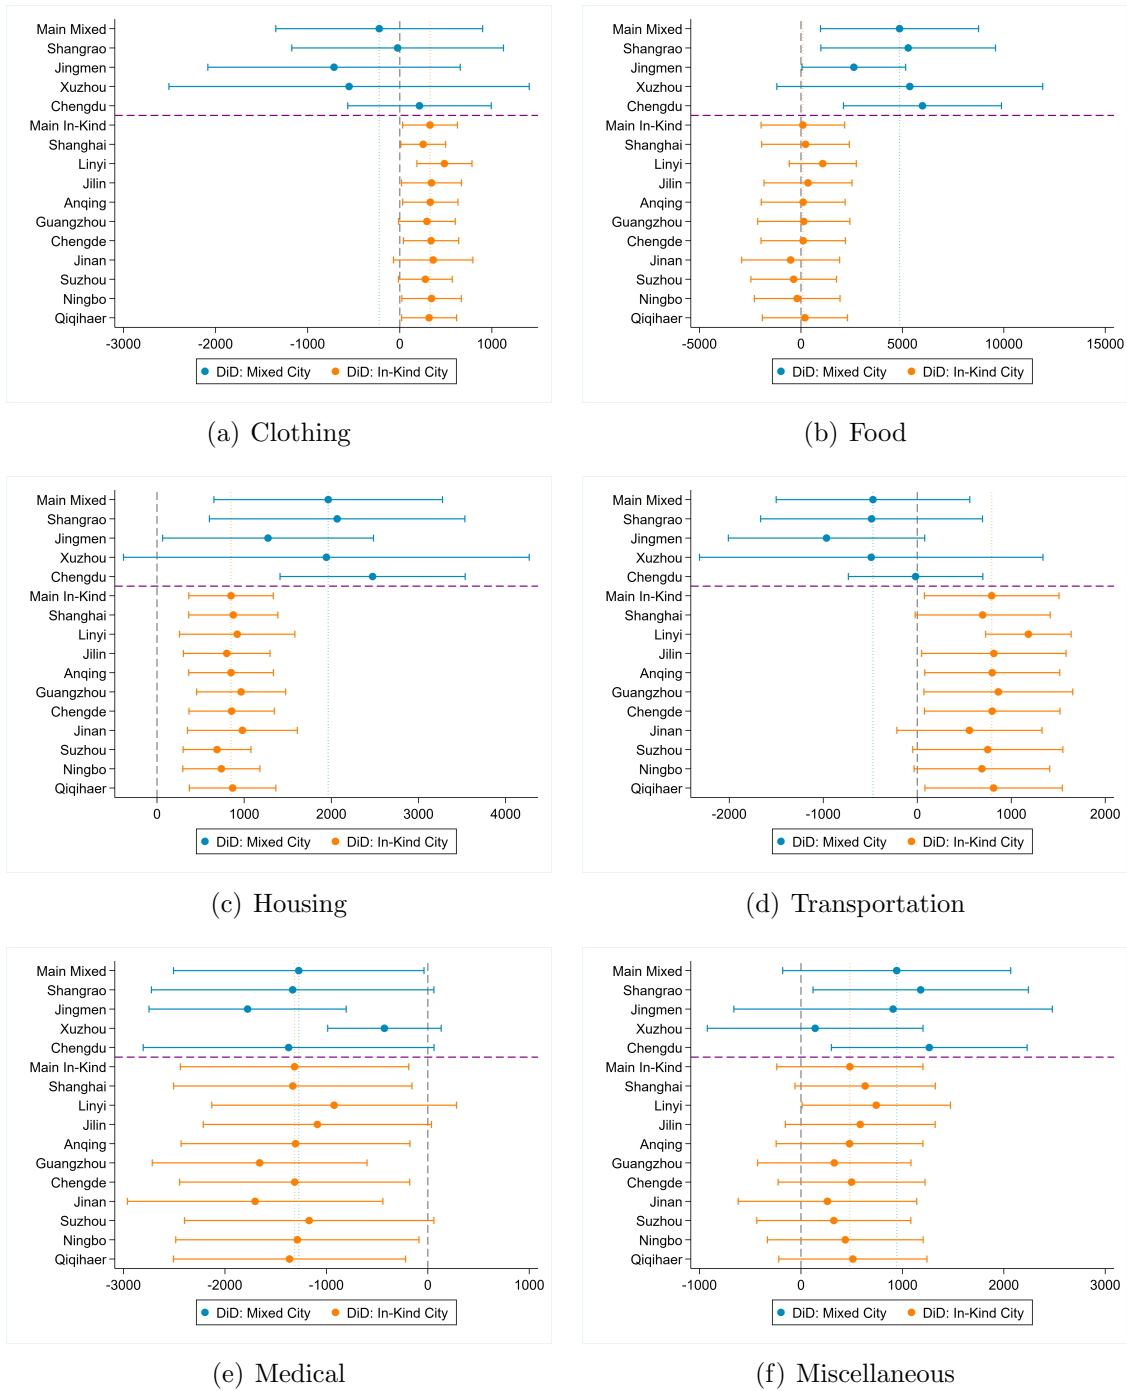 Main Mixed
Shangrao
Jingmen
Xuzhou
Chengdu
Main In-Kind
Shanghai
Linyi
Jilin
Anqing
Guangzhou
Chengde
Jinan
Suzhou
Ningbo
Qiqihaer
-3000 -2000 -1000 0 1000
DiD: Mixed City DiD: In-Kind City
(a) Clothing
Main Mixed
Shangrao
Jingmen
Xuzhou
Chengdu
Main In-Kind
Shanghai
Linyi
Jilin
Anqing
Guangzhou
Chengde
Jinan
Suzhou
Ningbo
Qiqihaer
-5000 0 5000 10000 15000
DiD: Mixed City DiD: In-Kind City
(b) Food
Main Mixed
Shangrao
Jingmen
Xuzhou
Chengdu
Main In-Kind
Shanghai
Linyi
Jilin
Anqing
Guangzhou
Chengde
Jinan
Suzhou
Ningbo
Qiqihaer
0 1000 2000 3000 4000
DiD: Mixed City DiD: In-Kind City
(c) Housing
Main Mixed
Shangrao
Jingmen
Xuzhou
Chengdu
Main In-Kind
Shanghai
Linyi
Jilin
Anqing
Guangzhou
Chengde
Jinan
Suzhou
Ningbo
Qiqihaer
-2000 -1000 0 1000 2000
DiD: Mixed City DiD: In-Kind City
(d) Transportation
Main Mixed
Shangrao
Jingmen
Xuzhou
Chengdu
Main In-Kind
Shanghai
Linyi
Jilin
Anqing
Guangzhou
Chengde
Jinan
Suzhou
Ningbo
Qiqihaer
-3000 -2000 -1000 0 1000
DiD: Mixed City DiD: In-Kind City
(e) Medical
Main Mixed
Shangrao
Jingmen
Xuzhou
Chengdu
Main In-Kind
Shanghai
Linyi
Jilin
Anqing
Guangzhou
Chengde
Jinan
Suzhou
Ningbo
Qiqihaer
-1000 0 1000 2000 3000
DiD: Mixed City DiD: In-Kind City
(f) Miscellaneous